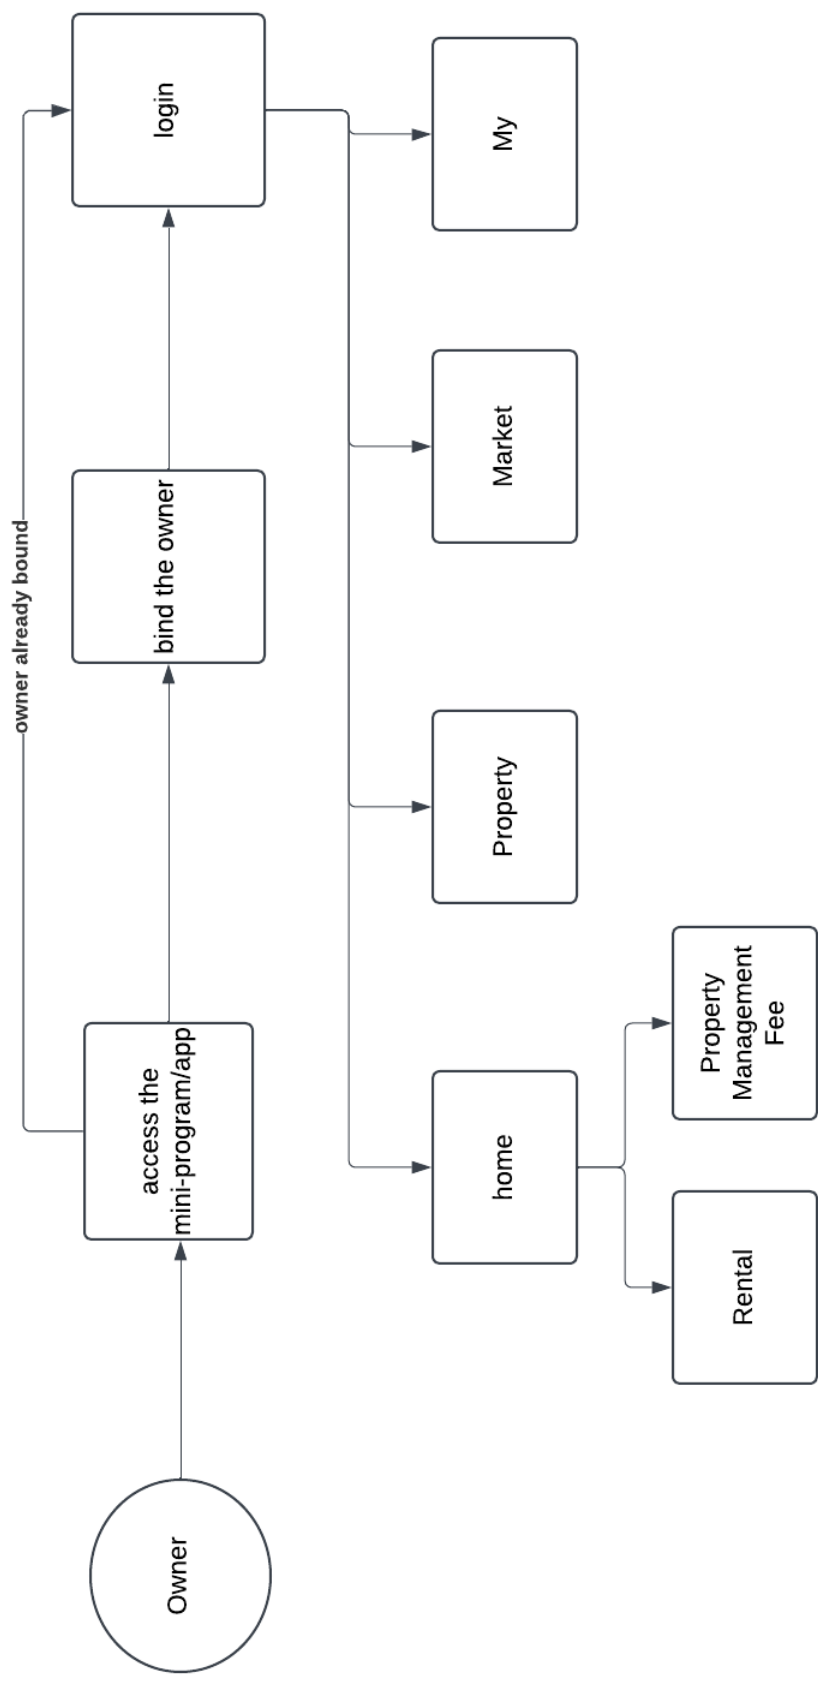 owner already bound
Owner
access the
mini-program/app
bind the owner
login
home
Property
Market
My
Rental
Property
Management
Fee